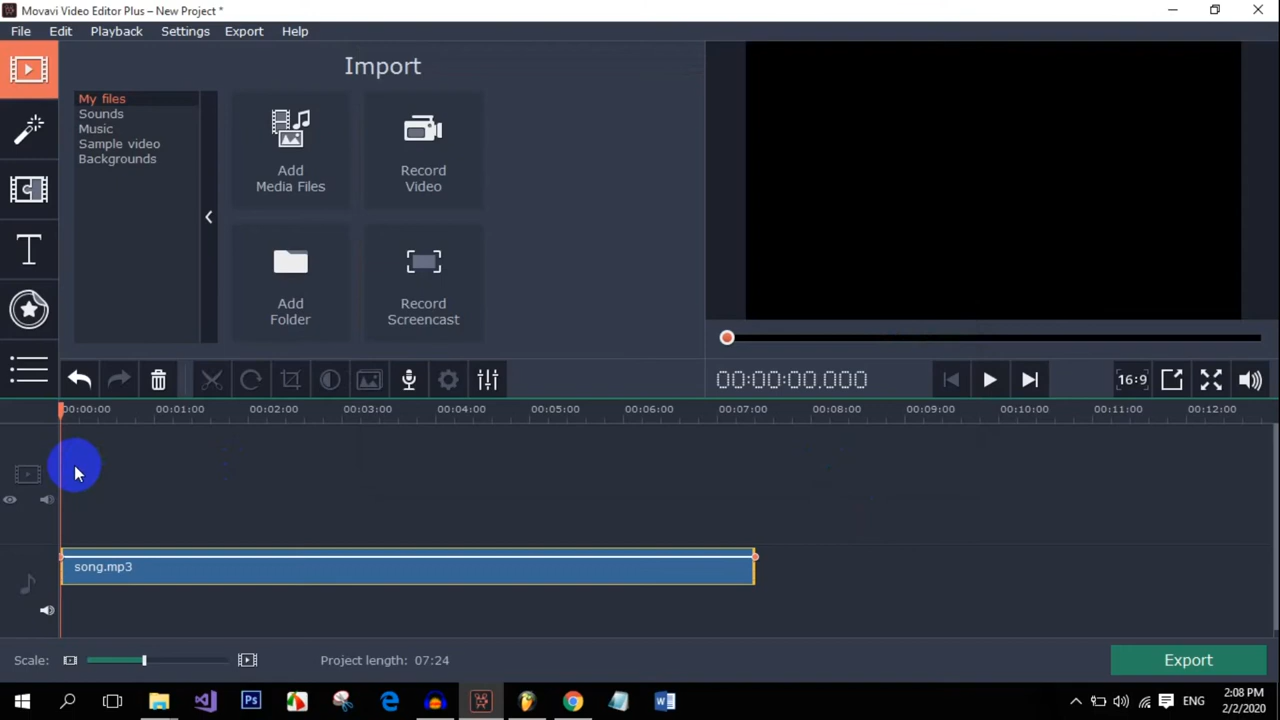 Movavi Video Editor Plus – New Project *
File Edit Playback Settings Export Help
Import
My files
Sounds
Music
Sample video
Backgrounds
Add
Media Files
Record
Video
Add
Folder
Record
Screencast
00:00:00.000
16:9
00:00:00 00:01:00 00:02:00 00:03:00 00:04:00 00:05:00 00:06:00 00:07:00 00:08:00 00:09:00 00:10:00 00:11:00 00:12:00
song.mp3
Scale:
Project length: 07:24
Export
Ps
ENG
2:08 PM
2/2/2020